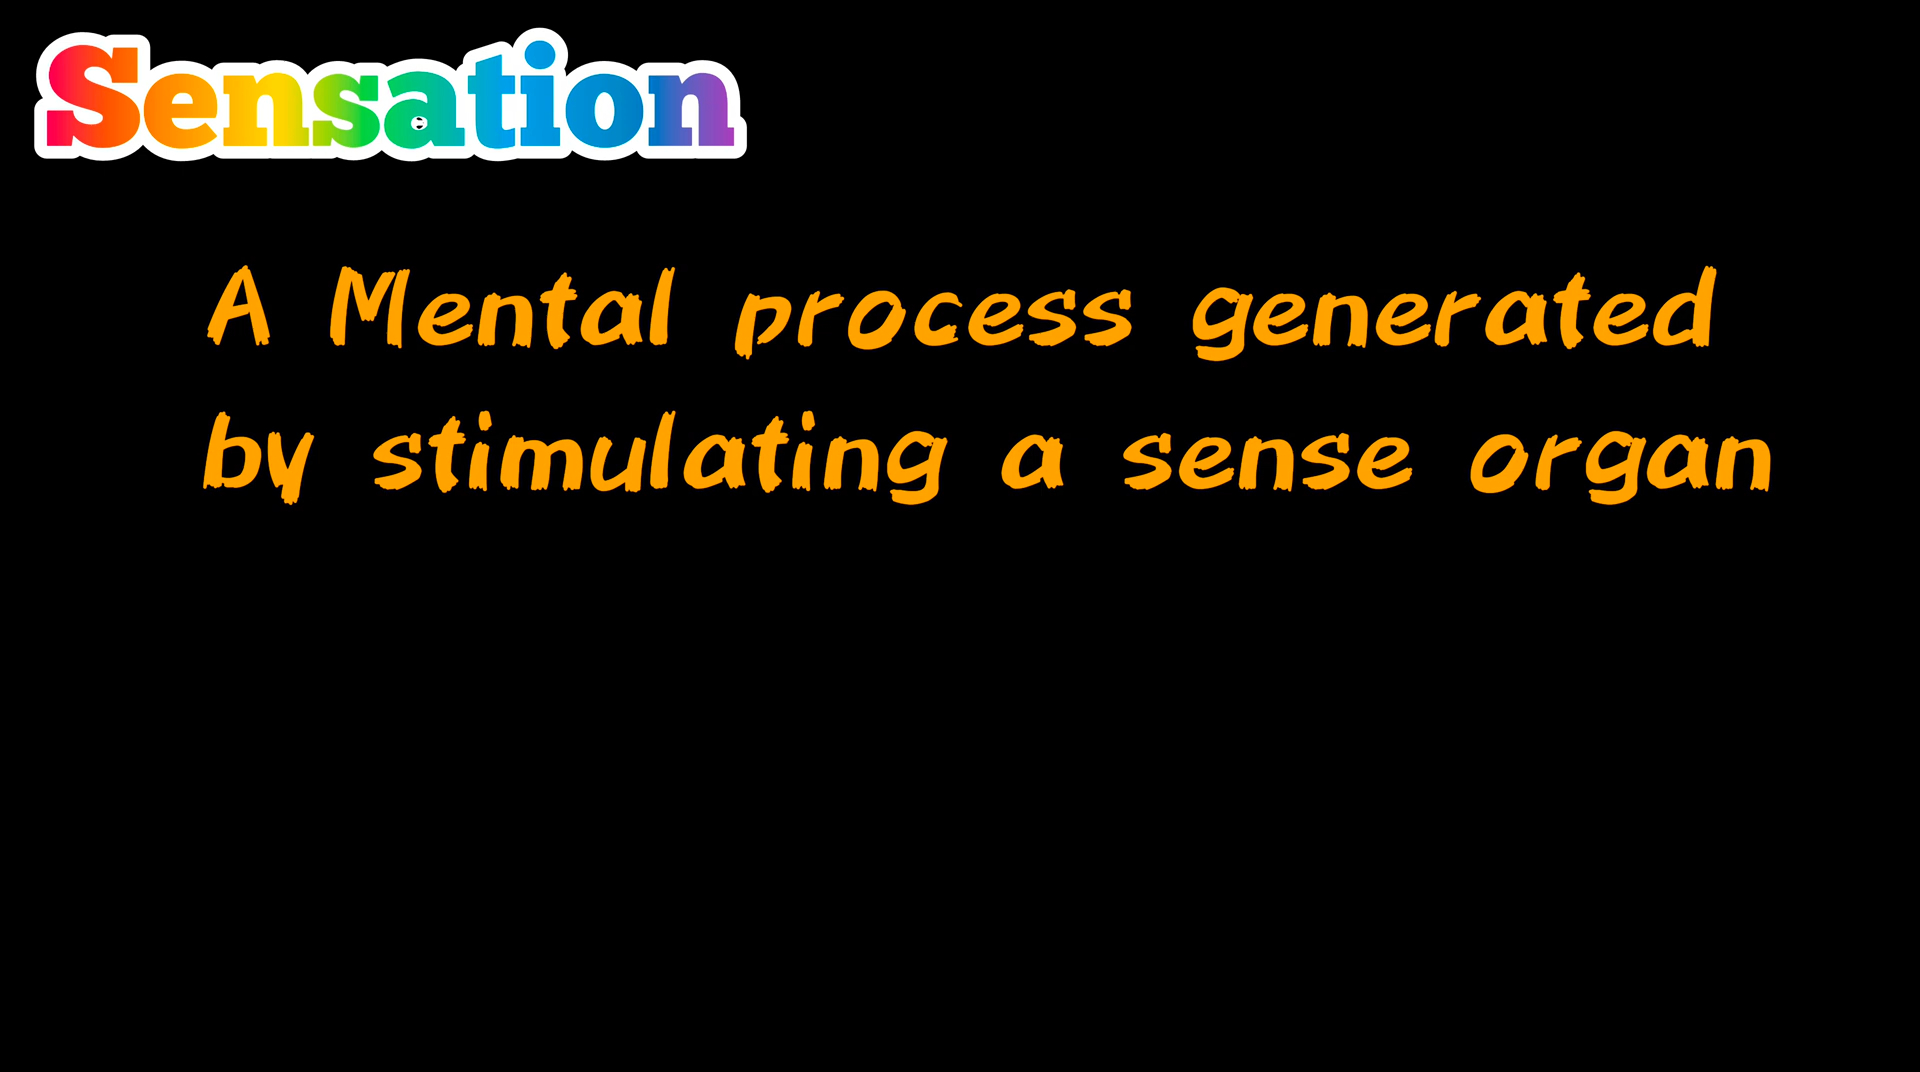 Sensation
A Mental process generated
by stimulating a sense organ